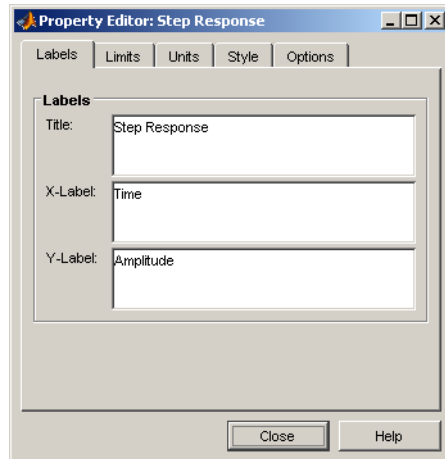 Property Editor: Step Response
Labels Limits Units Style Options
Labels
Title: Step Response
X-Label: Time
Y-Label: Amplitude
Close Help